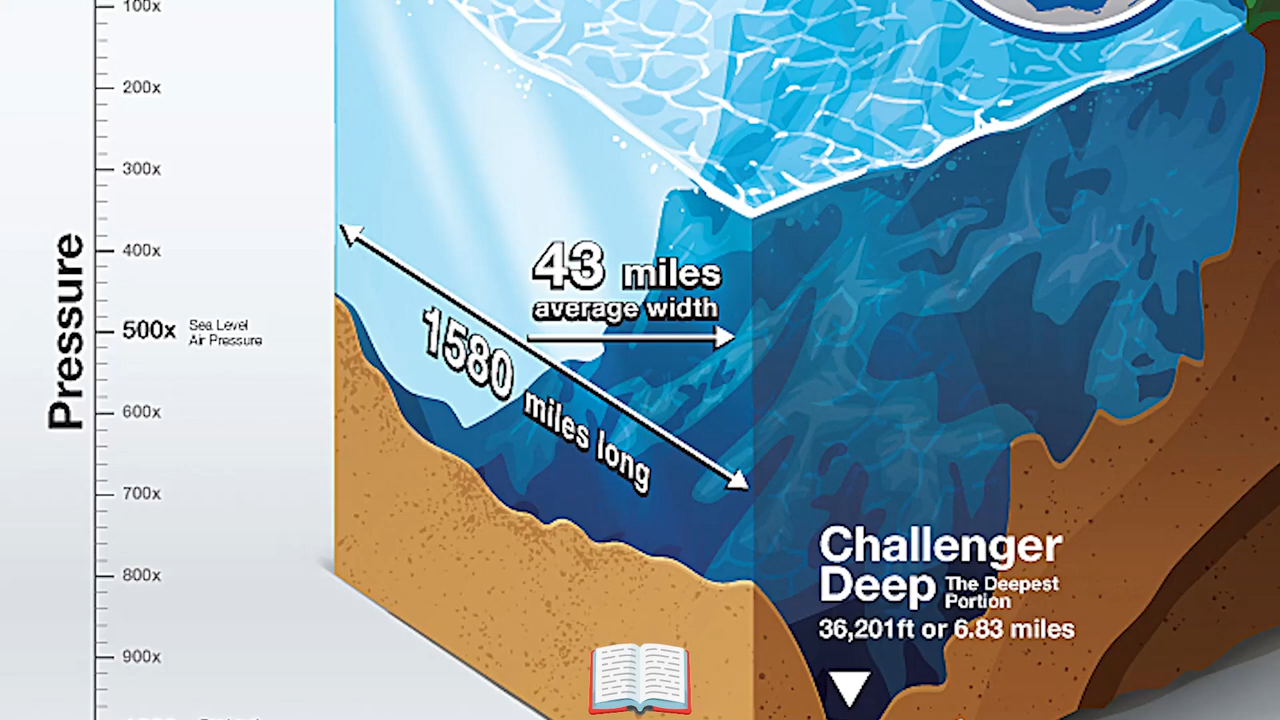 Pressure
100x
200x
300x
400x
500x Sea Level
Air Pressure
600x
700x
800x
900x
43 miles
average width
1580 miles long
Challenger
Deep The Deepest
Portion
36,201ft or 6.83 miles